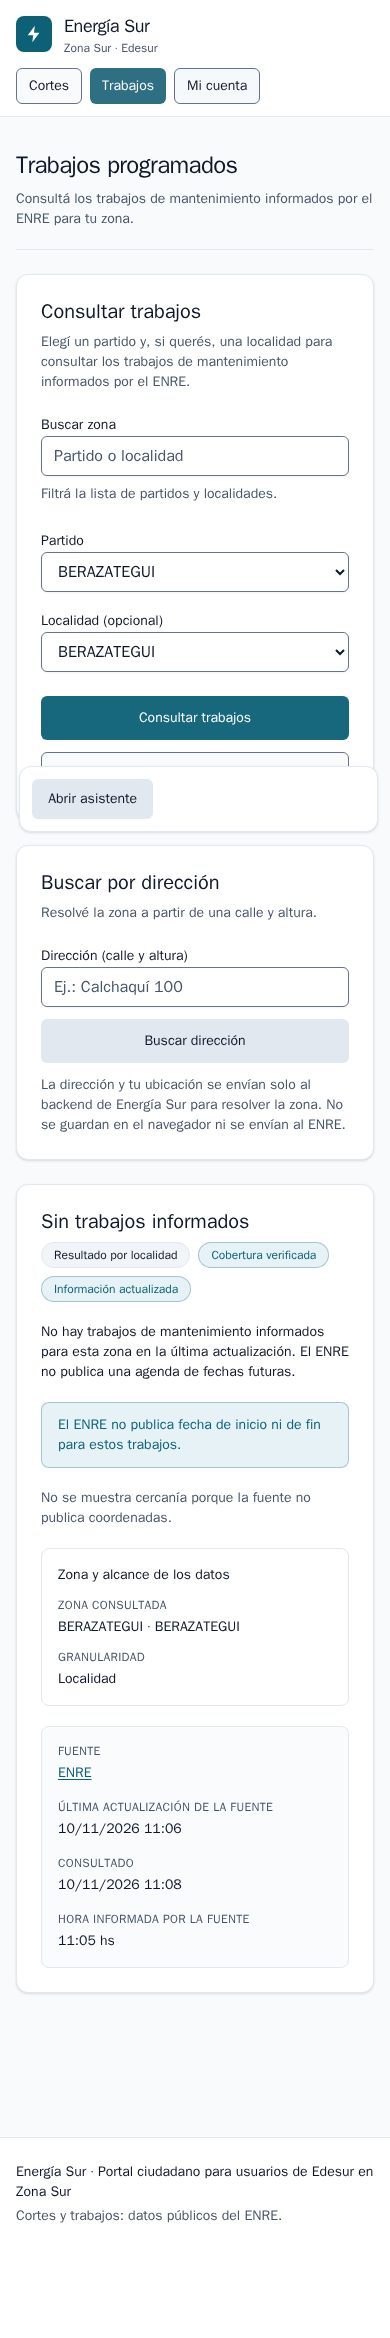 Energía Sur
Zona Sur · Edesur
Cortes
Trabajos
Mi cuenta
Trabajos programados
Consultá los trabajos de mantenimiento informados por el
ENRE para tu zona.
Consultar trabajos
Elegí un partido y, si querés, una localidad para
consultar los trabajos de mantenimiento
informados por el ENRE.
Buscar zona
Partido o localidad
Filtrá la lista de partidos y localidades.
Partido
BERAZATEGUI
Localidad (opcional)
BERAZATEGUI
Consultar trabajos
Abrir asistente
Buscar por dirección
Resolvé la zona a partir de una calle y altura.
Dirección (calle y altura)
Ej.: Calchaquí 100
Buscar dirección
La dirección y tu ubicación se envían solo al
backend de Energía Sur para resolver la zona. No
se guardan en el navegador ni se envían al ENRE.
Sin trabajos informados
Resultado por localidad
Cobertura verificada
Información actualizada
No hay trabajos de mantenimiento informados
para esta zona en la última actualización. El ENRE
no publica una agenda de fechas futuras.
El ENRE no publica fecha de inicio ni de fin
para estos trabajos.
No se muestra cercanía porque la fuente no
publica coordenadas.
Zona y alcance de los datos
ZONA CONSULTADA
BERAZATEGUI · BERAZATEGUI
GRANULARIDAD
Localidad
FUENTE
ENRE
ÚLTIMA ACTUALIZACIÓN DE LA FUENTE
10/11/2026 11:06
CONSULTADO
10/11/2026 11:08
HORA INFORMADA POR LA FUENTE
11:05 hs
Energía Sur · Portal ciudadano para usuarios de Edesur en
Zona Sur
Cortes y trabajos: datos públicos del ENRE.